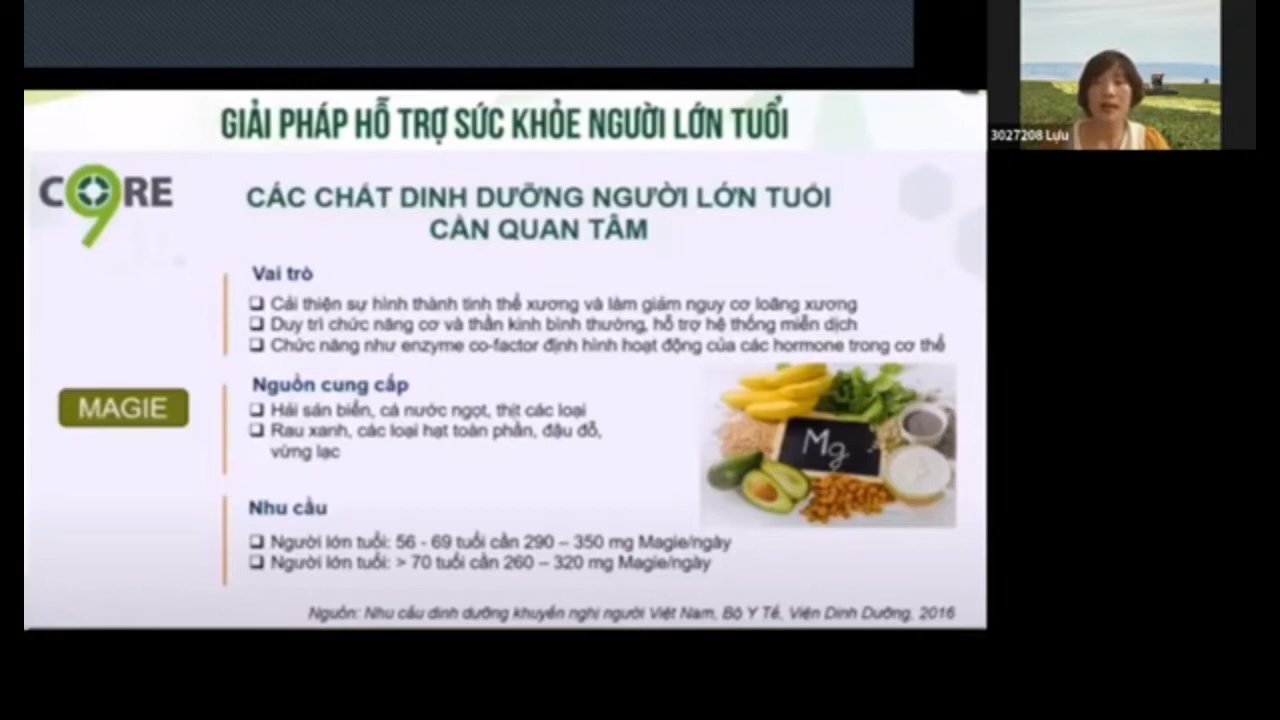 GIẢI PHÁP HỖ TRỢ SỨC KHỎE NGƯỜI LỚN TUỔI
3027208 Lựu
CORE
9
CÁC CHẤT DINH DƯỠNG NGƯỜI LỚN TUỔI
CẦN QUAN TÂM
Vai trò
Cải thiện sự hình thành tinh thể xương và làm giảm nguy cơ loãng xương
Duy trì chức năng cơ và thần kinh bình thường, hỗ trợ hệ thống miễn dịch
Chức năng như enzyme co-factor định hình hoạt động của các hormone trong cơ thể
MAGIE
Nguồn cung cấp
Hải sản biển, cá nước ngọt, thịt các loại
Rau xanh, các loại hạt toàn phần, đậu đỗ,
vừng lạc
Mg
Nhu cầu
Người lớn tuổi: 56 - 69 tuổi cần 290 – 350 mg Magie/ngày
Người lớn tuổi: > 70 tuổi cần 260 – 320 mg Magie/ngày
Nguồn: Nhu cầu dinh dưỡng khuyến nghị người Việt Nam, Bộ Y Tế, Viện Dinh Dưỡng, 2016